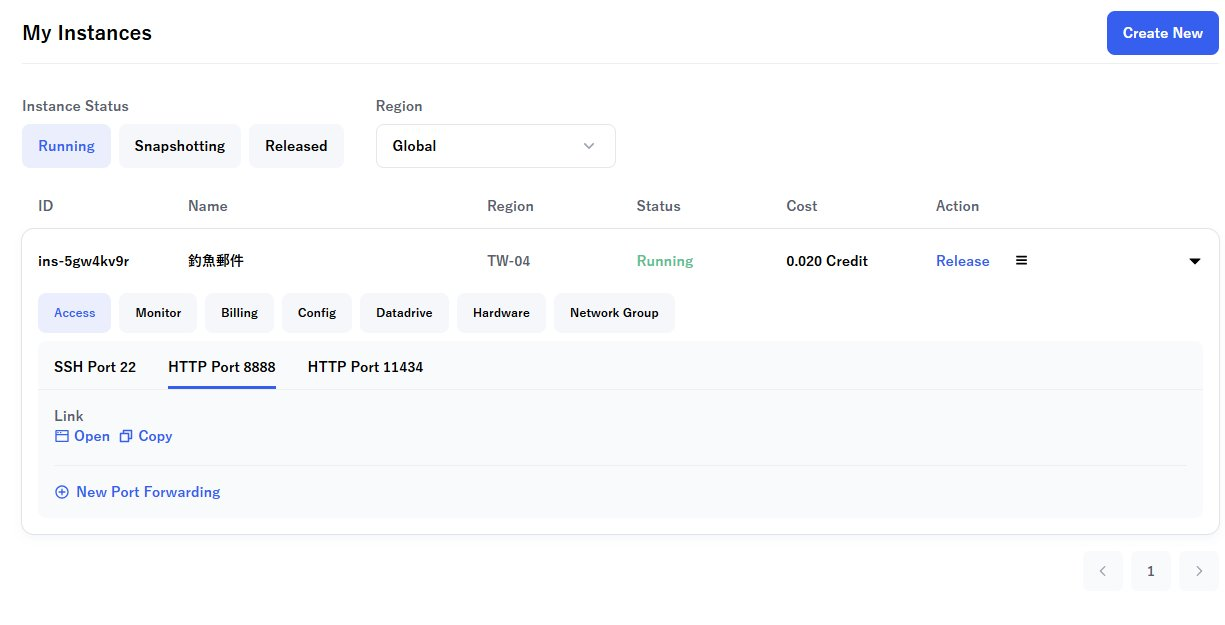 My Instances
Create New
Instance Status
Region
Running
Snapshotting
Released
Global
ID
Name
Region
Status
Cost
Action
ins-5gw4kv9r
釣魚郵件
TW-04
Running
0.020 Credit
Release
Access
Monitor
Billing
Config
Datadrive
Hardware
Network Group
SSH Port 22
HTTP Port 8888
HTTP Port 11434
Link
Open
Copy
New Port Forwarding
1